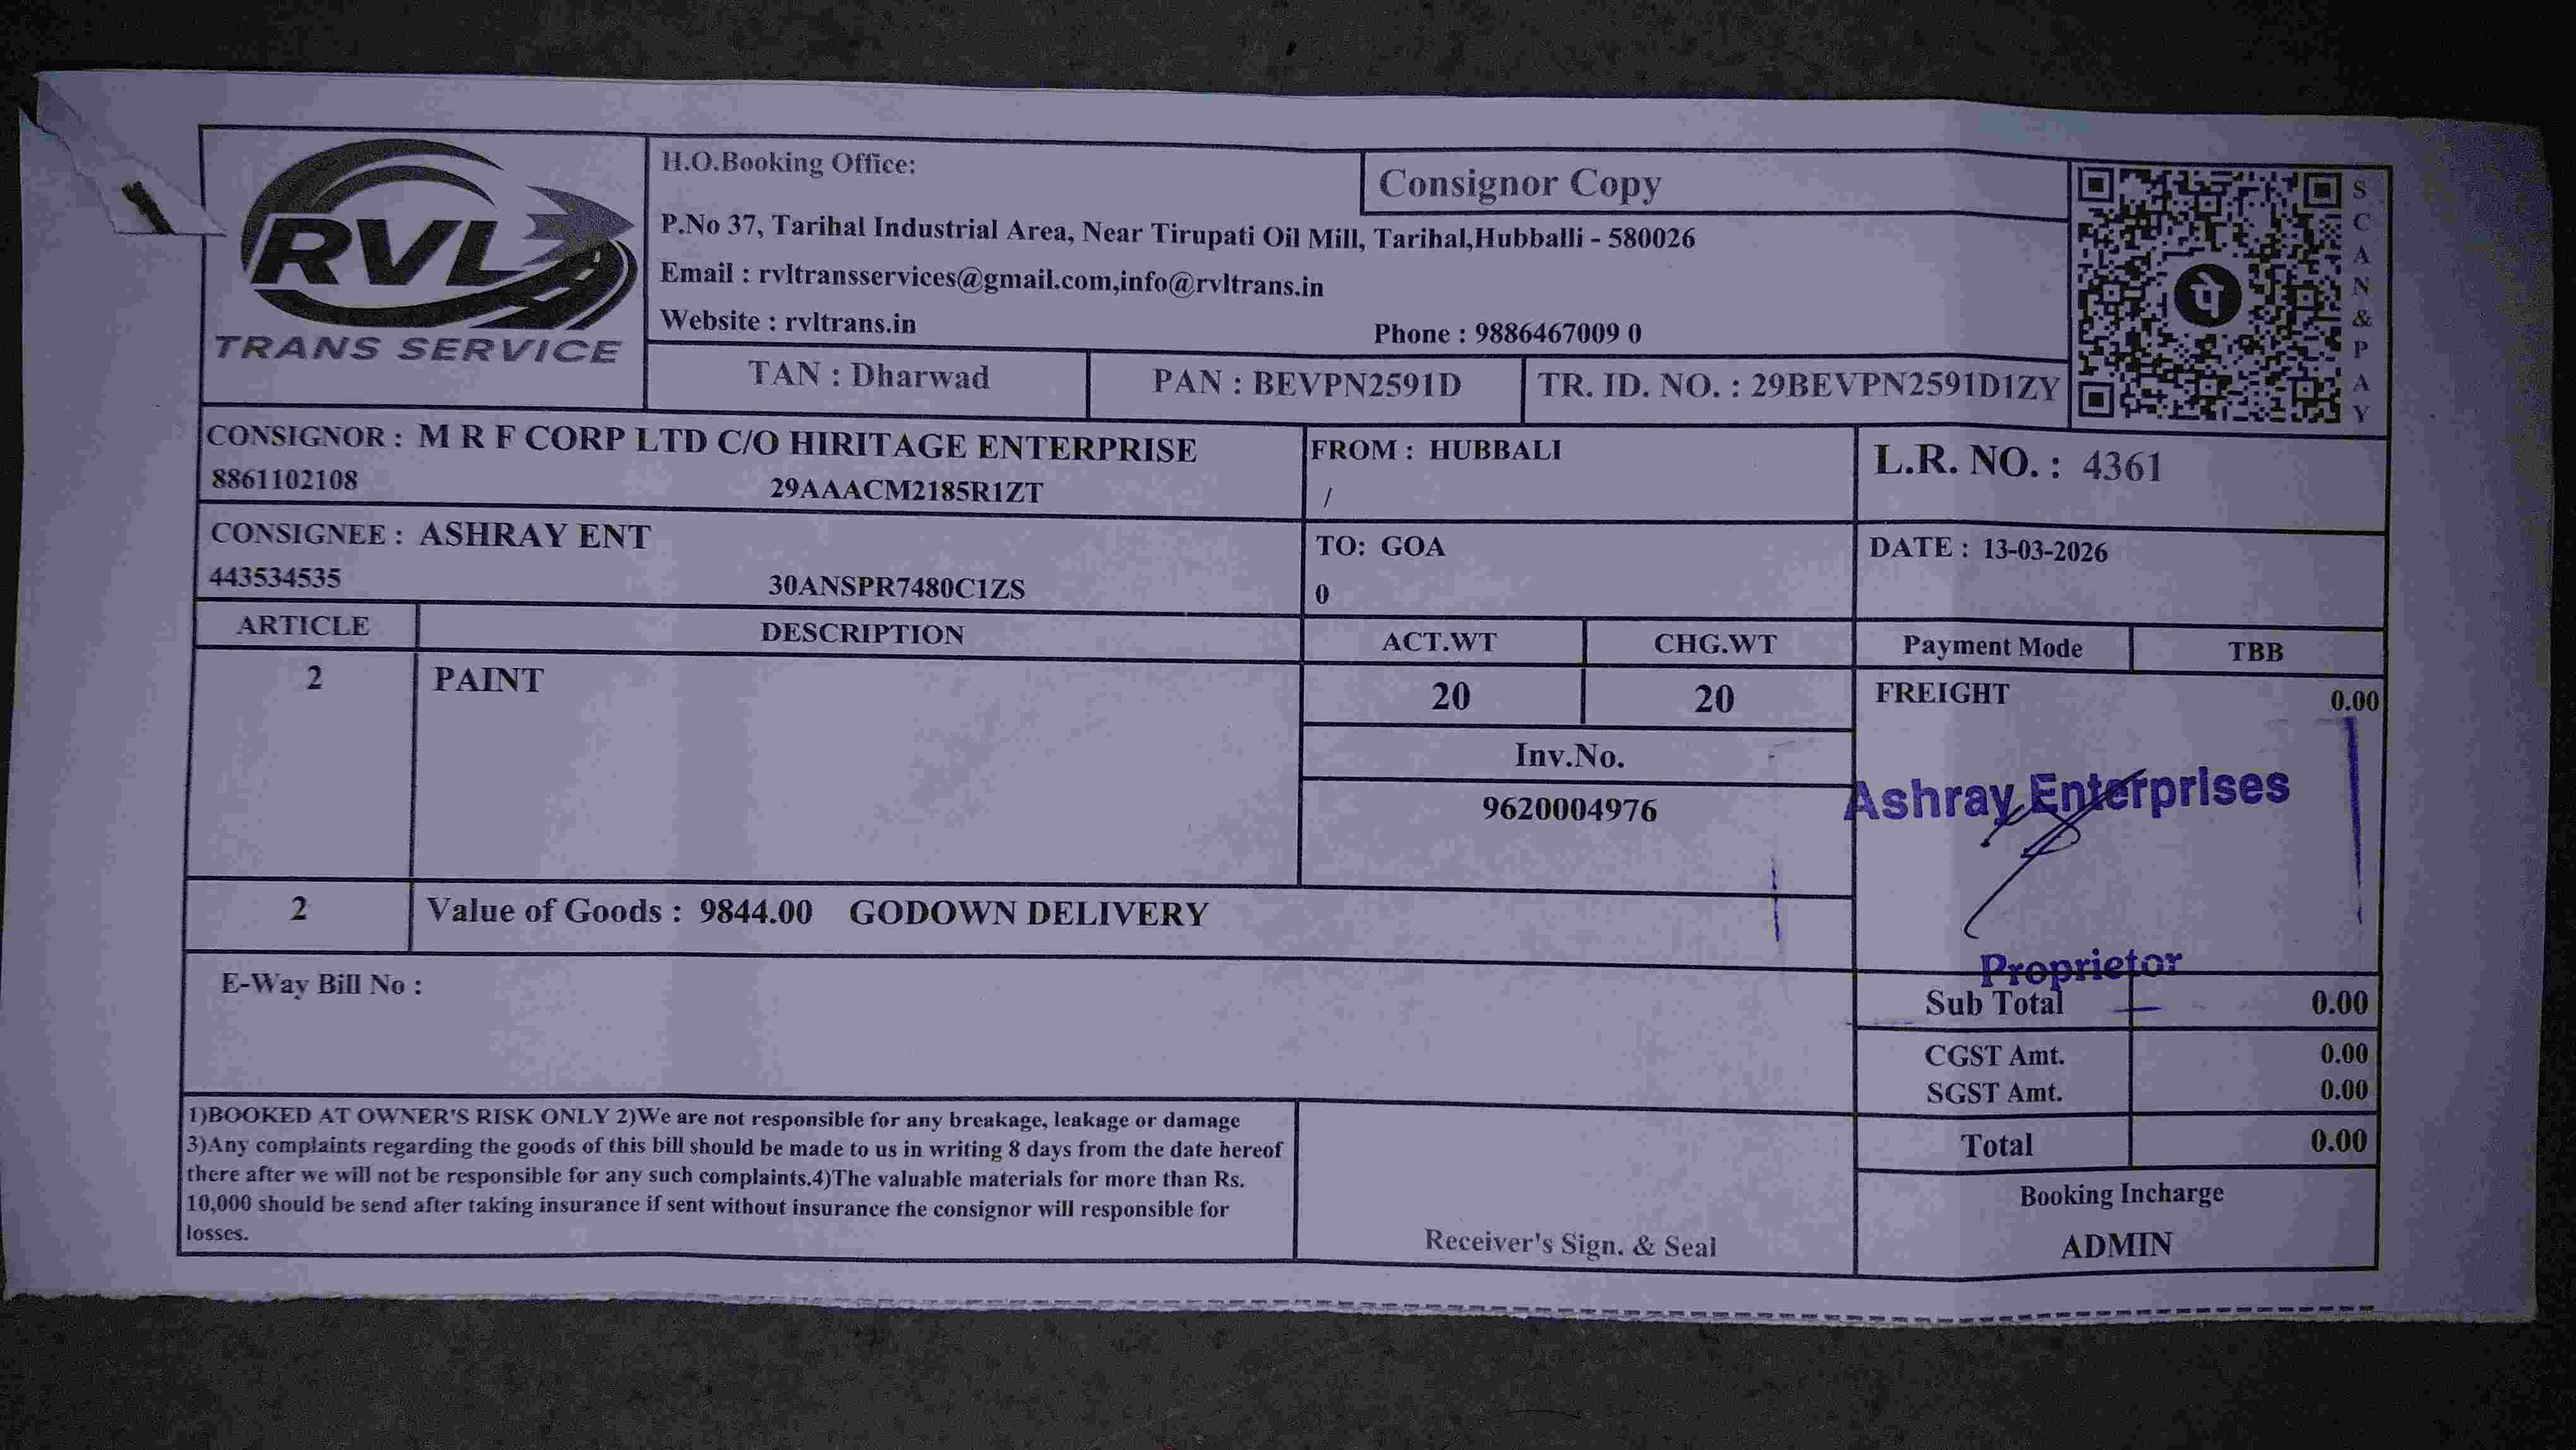 RVL
TRANS SERVICE
H.O.Booking Office:
Consignor Copy
P.No 37, Tarihal Industrial Area, Near Tirupati Oil Mill, Tarihal,Hubballi - 580026
Email : rvltransservices@gmail.com,info@rvltrans.in
Website : rvltrans.in Phone : 9886467009 0
TAN : Dharwad PAN : BEVPN2591D TR. ID. NO. : 29BEVPN2591D1ZY
पे
SCAN&PAY
CONSIGNOR : M R F CORP LTD C/O HIRITAGE ENTERPRISE
8861102108 29AAACM2185R1ZT
FROM : HUBBALI
/
L.R. NO. : 4361
CONSIGNEE : ASHRAY ENT
443534535 30ANSPR7480C1ZS
TO: GOA
0
DATE : 13-03-2026
ARTICLE DESCRIPTION ACT.WT CHG.WT Payment Mode TBB
2 PAINT 20 20 FREIGHT 0.00
Inv.No.
9620004976
Ashray Enterprises
Proprietor
2 Value of Goods : 9844.00 GODOWN DELIVERY
E-Way Bill No :
Sub Total 0.00
CGST Amt. 0.00
SGST Amt. 0.00
Total 0.00
1)BOOKED AT OWNER'S RISK ONLY 2)We are not responsible for any breakage, leakage or damage
3)Any complaints regarding the goods of this bill should be made to us in writing 8 days from the date hereof
there after we will not be responsible for any such complaints.4)The valuable materials for more than Rs.
10,000 should be send after taking insurance if sent without insurance the consignor will responsible for
losses.
Receiver's Sign. & Seal
Booking Incharge
ADMIN